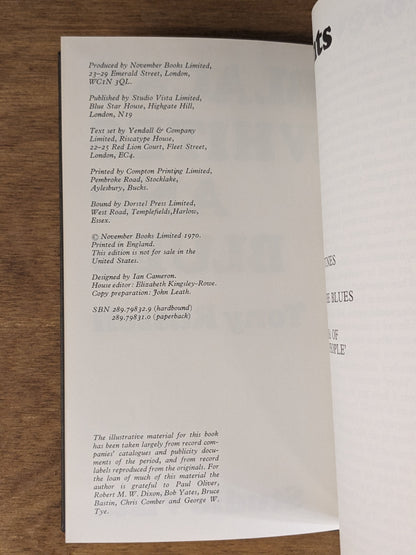 Produced by November Books Limited,
23–29 Emerald Street, London,
WC1N 3QL.
Published by Studio Vista Limited,
Blue Star House, Highgate Hill,
London, N19
Text set by Yendall & Company
Limited, Riscatype House,
22–25 Red Lion Court, Fleet Street,
London, EC4.
Printed by Compton Printing Limited,
Pembroke Road, Stocklake,
Aylesbury, Bucks.
Bound by Dorstel Press Limited,
West Road, Templefields,Harlow,
Essex.
© November Books Limited 1970.
Printed in England.
This edition is not for sale in the
United States.
Designed by Ian Cameron.
House editor: Elizabeth Kingsley-Rowe.
Copy preparation: John Leath.
SBN 289.79832.9 (hardbound)
289.79831.0 (paperback)
The illustrative material for this book
has been taken largely from record com-
panies' catalogues and publicity docu-
ments of the period, and from record
labels reproduced from the originals. For
the loan of much of this material the
author is grateful to Paul Oliver,
Robert M. W. Dixon, Bob Yates, Bruce
Bastin, Chris Comber and George W.
Tye.
BLUES
OF